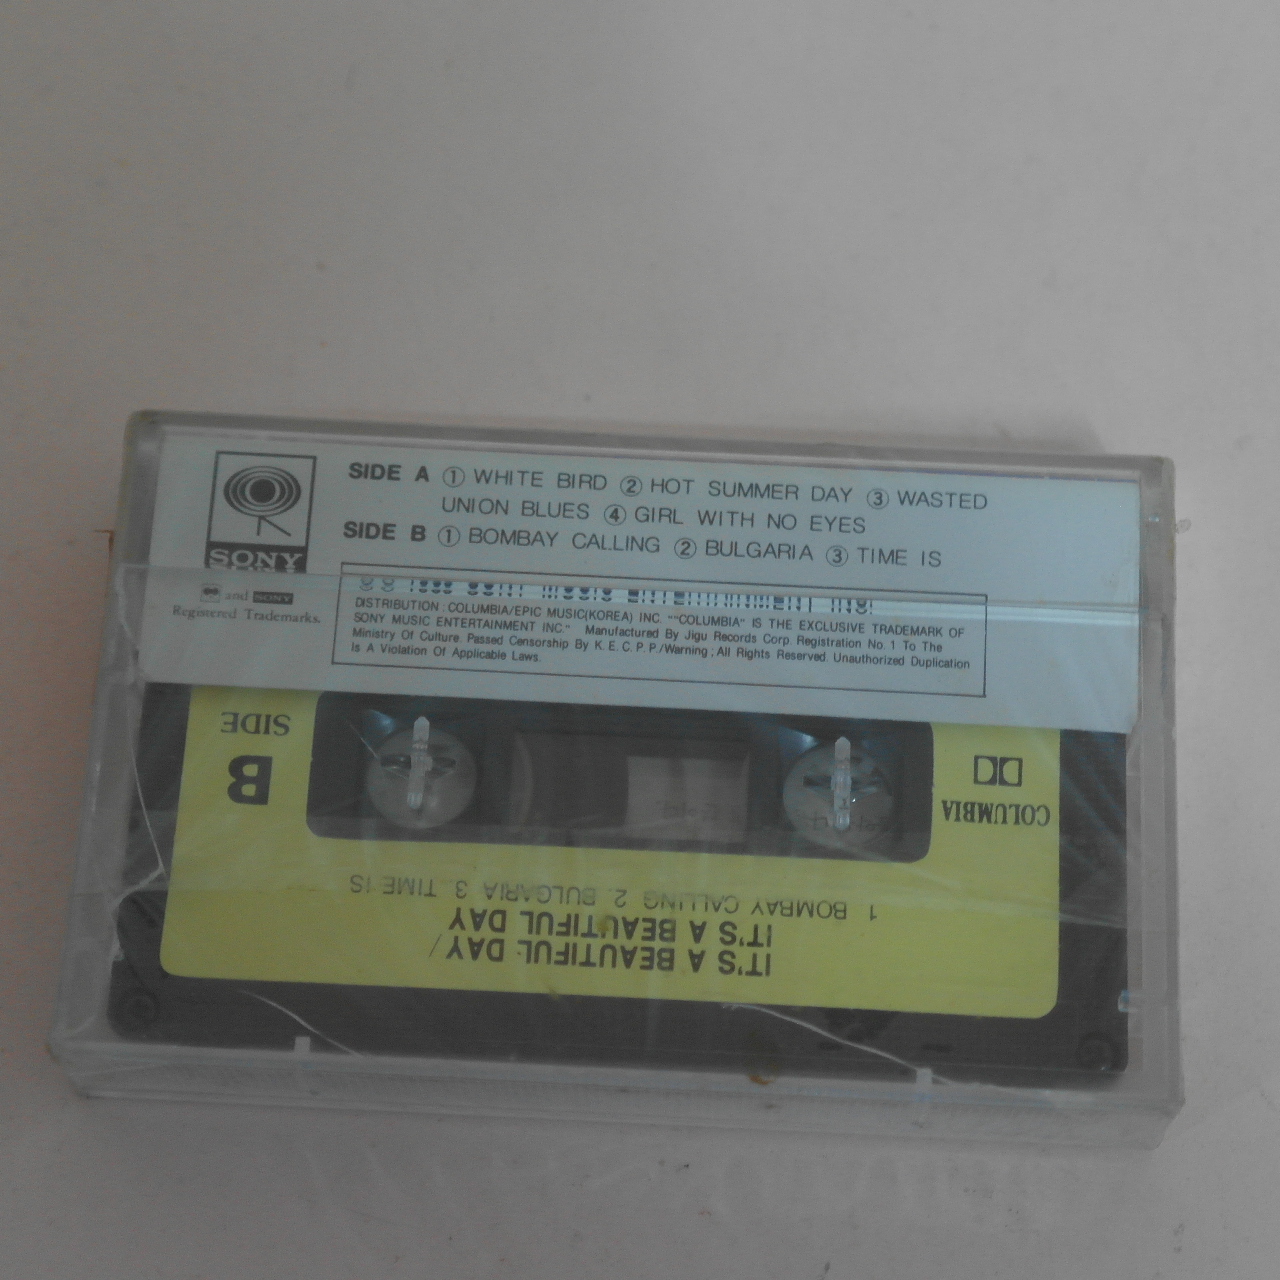 SIDE A ① WHITE BIRD ② HOT SUMMER DAY ③ WASTED
UNION BLUES ④ GIRL WITH NO EYES
SIDE B ① BOMBAY CALLING ② BULGARIA ③ TIME IS
SONY
and SONY
Registered Trademarks.
DISTRIBUTION : COLUMBIA/EPIC MUSIC(KOREA) INC. ""COLUMBIA" IS THE EXCLUSIVE TRADEMARK OF
SONY MUSIC ENTERTAINMENT INC." Manufactured By Jigu Records Corp. Registration No. 1 To The
Ministry Of Culture. Passed Censorship By K. E. C. P. P./Warning ; All Rights Reserved. Unauthorized Duplication
Is A Violation Of Applicable Laws.
IT'S A BEAUTIFUL DAY/
IT'S A BEAUTIFUL DAY
1. BOMBAY CALLING 2. BULGARIA 3. TIME IS
COLUMBIA
B
SIDE